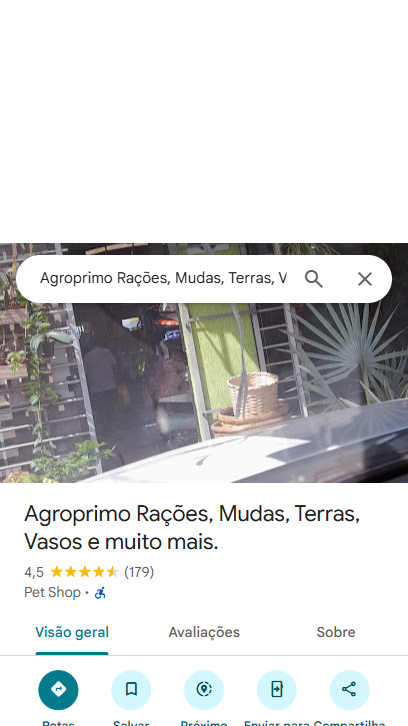 Agroprimo Rações, Mudas, Terras, V
Agroprimo Rações, Mudas, Terras,
Vasos e muito mais.
4,5 (179)
Pet Shop •
Visão geral Avaliações Sobre
Rotas Salvar Próximo Enviar para Compartilha